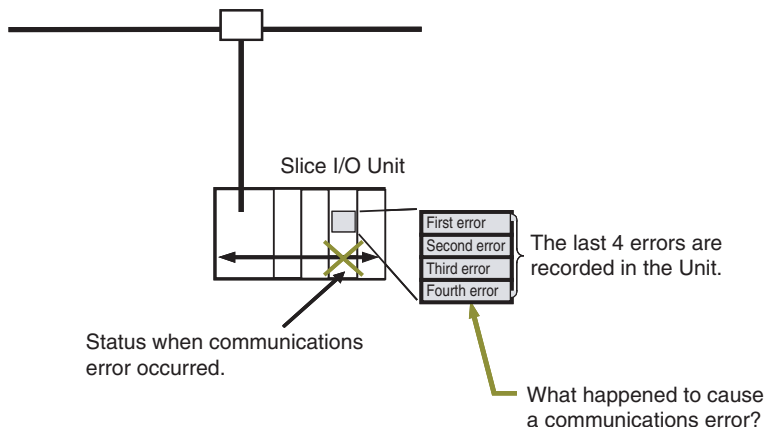 Slice I/O Unit
First error
Second error
Third error
Fourth error
The last 4 errors are
recorded in the Unit.
Status when communications
error occurred.
What happened to cause
a communications error?